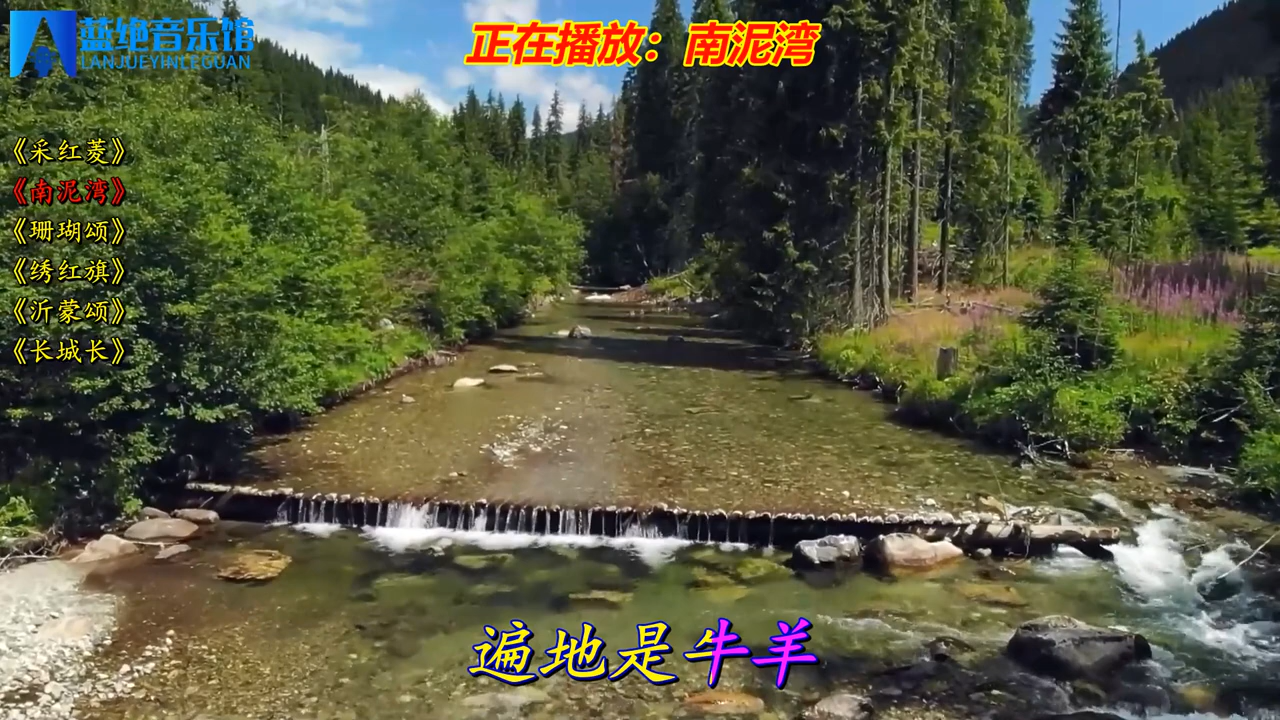 蓝绝音乐馆
LANJUEYINLEGUAN
正在播放：南泥湾
《采红菱》
《南泥湾》
《珊瑚颂》
《绣红旗》
《沂蒙颂》
《长城长》
遍地是牛羊